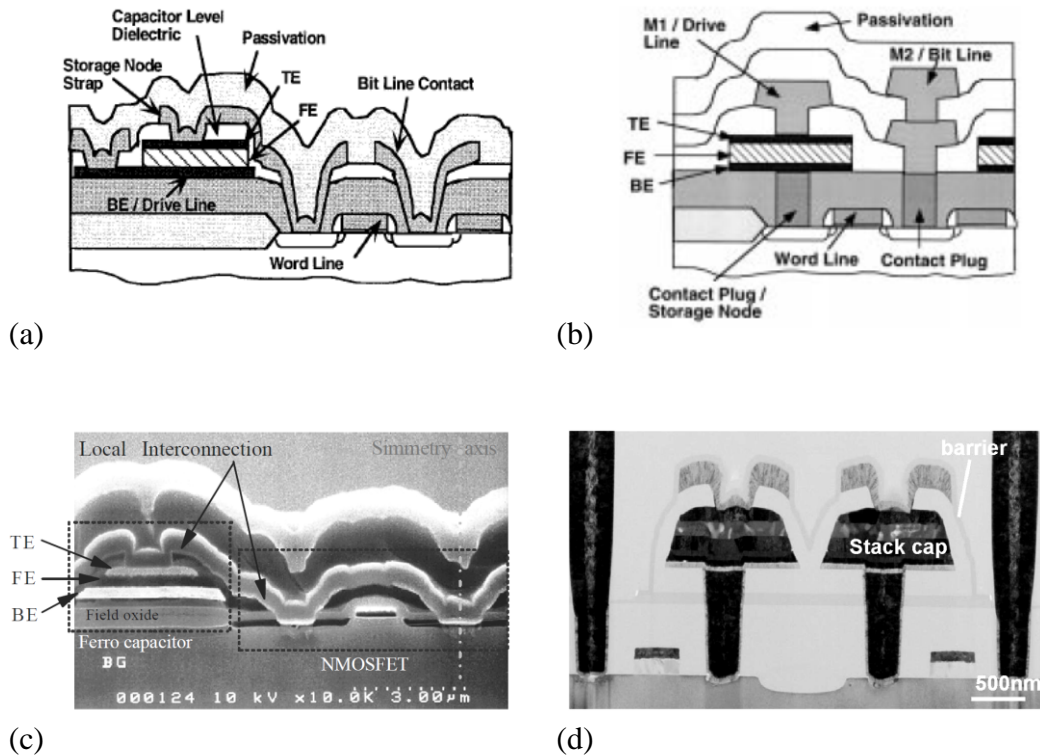 Capacitor Level
Dielectric
Passivation
Storage Node
Strap
TE
Bit Line Contact
FE
BE / Drive Line
Word Line
(a)
M1 / Drive
Line
Passivation
M2 / Bit Line
TE
FE
BE
Word Line
Contact Plug
Contact Plug /
Storage Node
(b)
Local Interconnection
Simmetry axis
TE
FE
BE
Field oxide
Ferro capacitor
BG
NMOSFET
000124 10 kV X10.0K 3.00µm
(c)
barrier
Stack cap
500nm
(d)